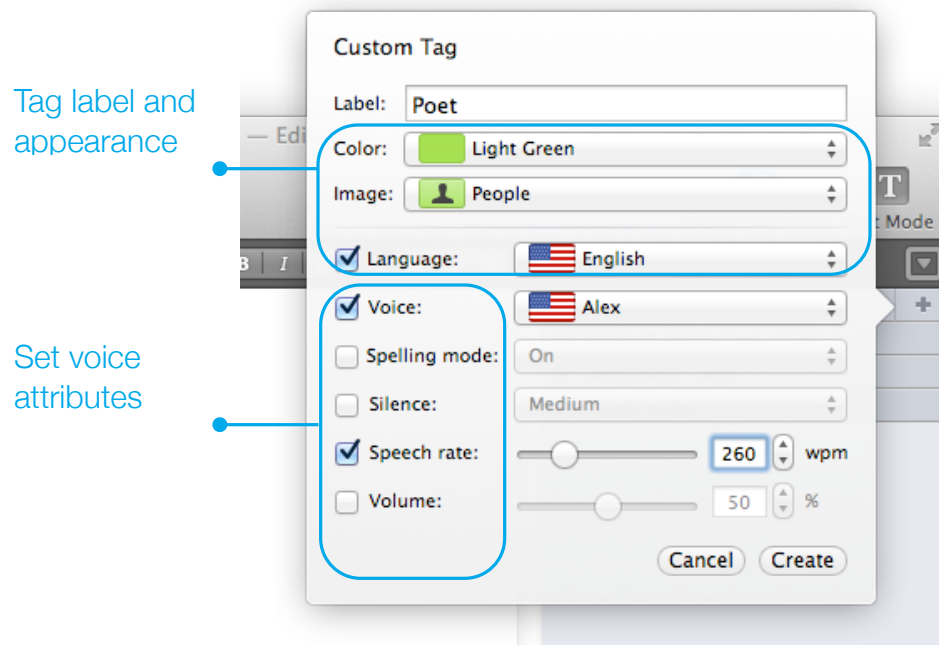 Custom Tag
Tag label and
appearance
Label: Poet
— Edi
Color: Light Green
Image: People
T
Mode
B I
Language: English
Voice: Alex
Set voice
attributes
Spelling mode: On
Silence: Medium
Speech rate: 260 wpm
Volume: 50 %
Cancel Create